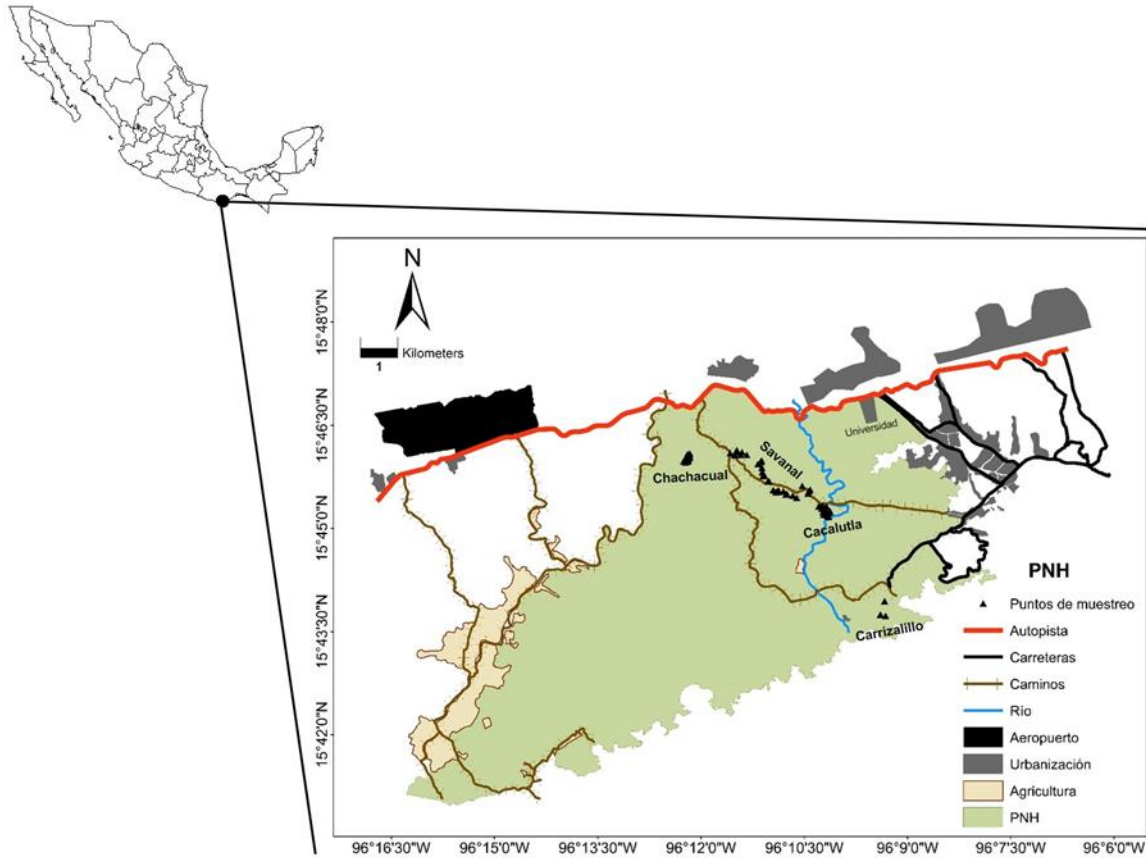 N
Kilometers
1
15°48'0"N
15°46'30"N
15°45'0"N
15°43'30"N
15°42'0"N
Universidad
Savanal
Chachacual
Cacalutla
Carrizalillo
PNH
Puntos de muestreo
Autopista
Carreteras
Caminos
Río
Aeropuerto
Urbanización
Agricultura
PNH
96°16'30"W 96°15'0"W 96°13'30"W 96°12'0"W 96°10'30"W 96°9'0"W 96°7'30"W 96°6'0"W